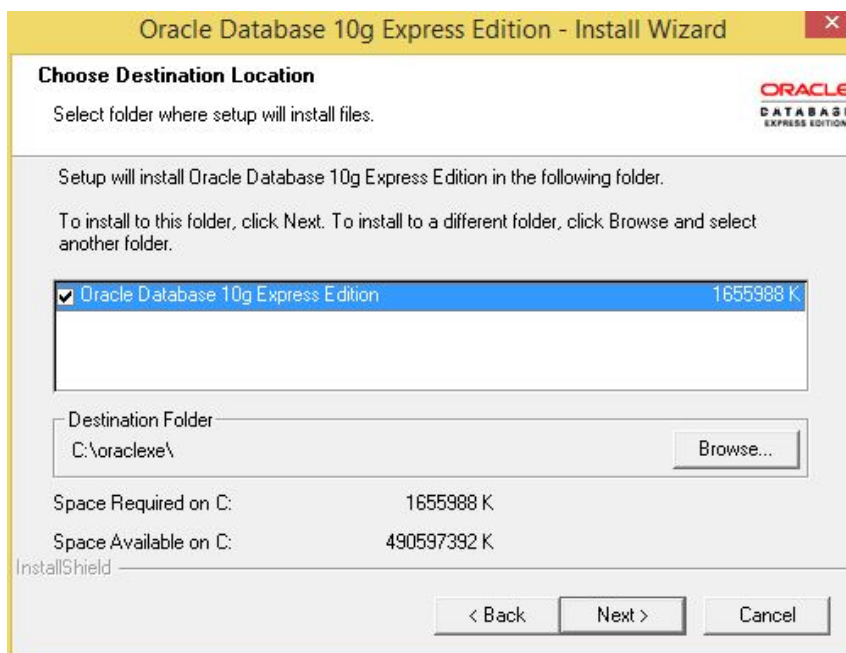 Oracle Database 10g Express Edition - Install Wizard
Choose Destination Location
Select folder where setup will install files.
ORACLE
DATABASE
EXPRESS EDITION
Setup will install Oracle Database 10g Express Edition in the following folder.
To install to this folder, click Next. To install to a different folder, click Browse and select
another folder.
Oracle Database 10g Express Edition 1655988 K
Destination Folder
C:\oraclexe\
Browse...
Space Required on C: 1655988 K
Space Available on C: 490597392 K
InstallShield
< Back Next > Cancel